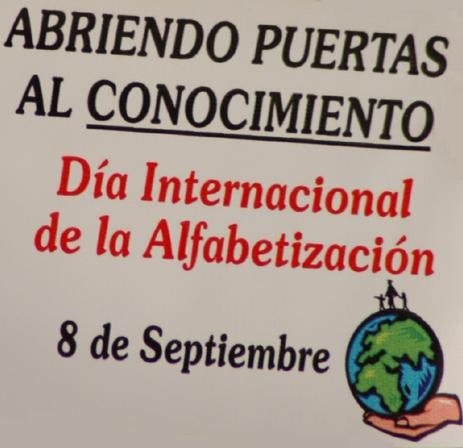 ABRIENDO PUERTAS
AL CONOCIMIENTO
Día Internacional
de la Alfabetización
8 de Septiembre